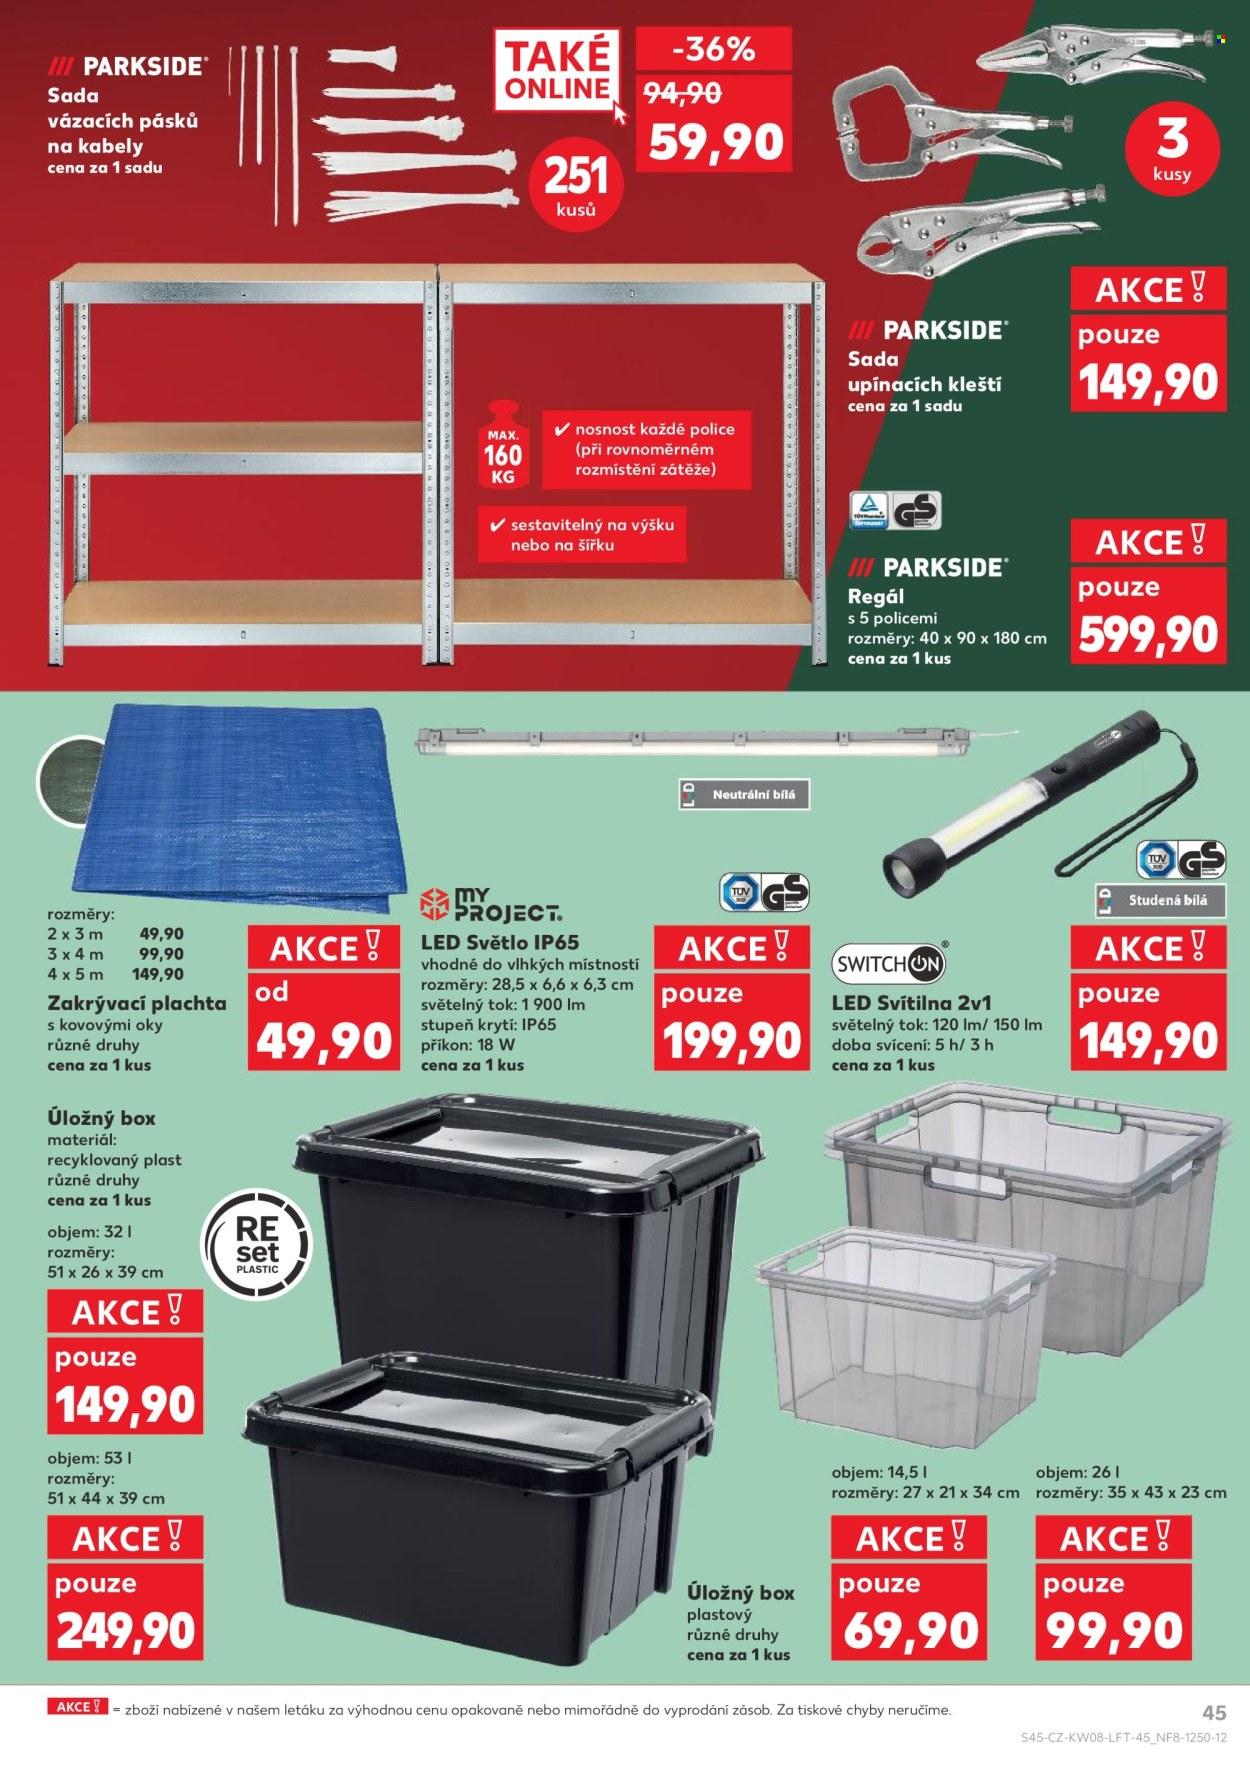 PARKSIDE®
Sada
vázacích pásků
na kabely
cena za 1 sadu
251
kusů
TAKÉ
ONLINE
-36%
94,90
59,90
3
kusy
AKCE!
pouze
149,90
PARKSIDE®
Sada
upínacích kleští
cena za 1 sadu
MAX.
160
KG
✔ nosnost každé police
(při rovnoměrném
rozmístění zátěže)
✔ sestavitelný na výšku
nebo na šířku
GS
PARKSIDE®
Regál
s 5 policemi
rozměry: 40 x 90 x 180 cm
cena za 1 kus
AKCE!
pouze
599,90
rozměry:
2 x 3 m 49,90
3 x 4 m 99,90
4 x 5 m 149,90
Zakrývací plachta
s kovovými oky
různé druhy
cena za 1 kus
AKCE!
od
49,90
LED
Neutrální bílá
TÜV
SÜD
GS
MY
PROJECT.
LED Světlo IP65
vhodné do vlhkých místností
rozměry: 28,5 x 6,6 x 6,3 cm
světelný tok: 1 900 lm
stupeň krytí: IP65
příkon: 18 W
cena za 1 kus
AKCE!
pouze
199,90
TÜV
SÜD
GS
LED
Studená bílá
SWITCH ON
LED Svítilna 2v1
světelný tok: 120 lm/ 150 lm
doba svícení: 5 h/ 3 h
cena za 1 kus
AKCE!
pouze
149,90
Úložný box
materiál:
recyklovaný plast
různé druhy
cena za 1 kus
objem: 32 l
rozměry:
51 x 26 x 39 cm
AKCE!
pouze
149,90
objem: 53 l
rozměry:
51 x 44 x 39 cm
AKCE!
pouze
249,90
RE
set
PLASTIC
Úložný box
plastový
různé druhy
cena za 1 kus
objem: 14,5 l
rozměry: 27 x 21 x 34 cm
AKCE!
pouze
69,90
objem: 26 l
rozměry: 35 x 43 x 23 cm
AKCE!
pouze
99,90
AKCE! = zboží nabízené v našem letáku za výhodnou cenu opakovaně nebo mimořádně do vyprodání zásob. Za tiskové chyby neručíme.
45
S45-CZ-KW08-LFT-45_NF8-1250-12